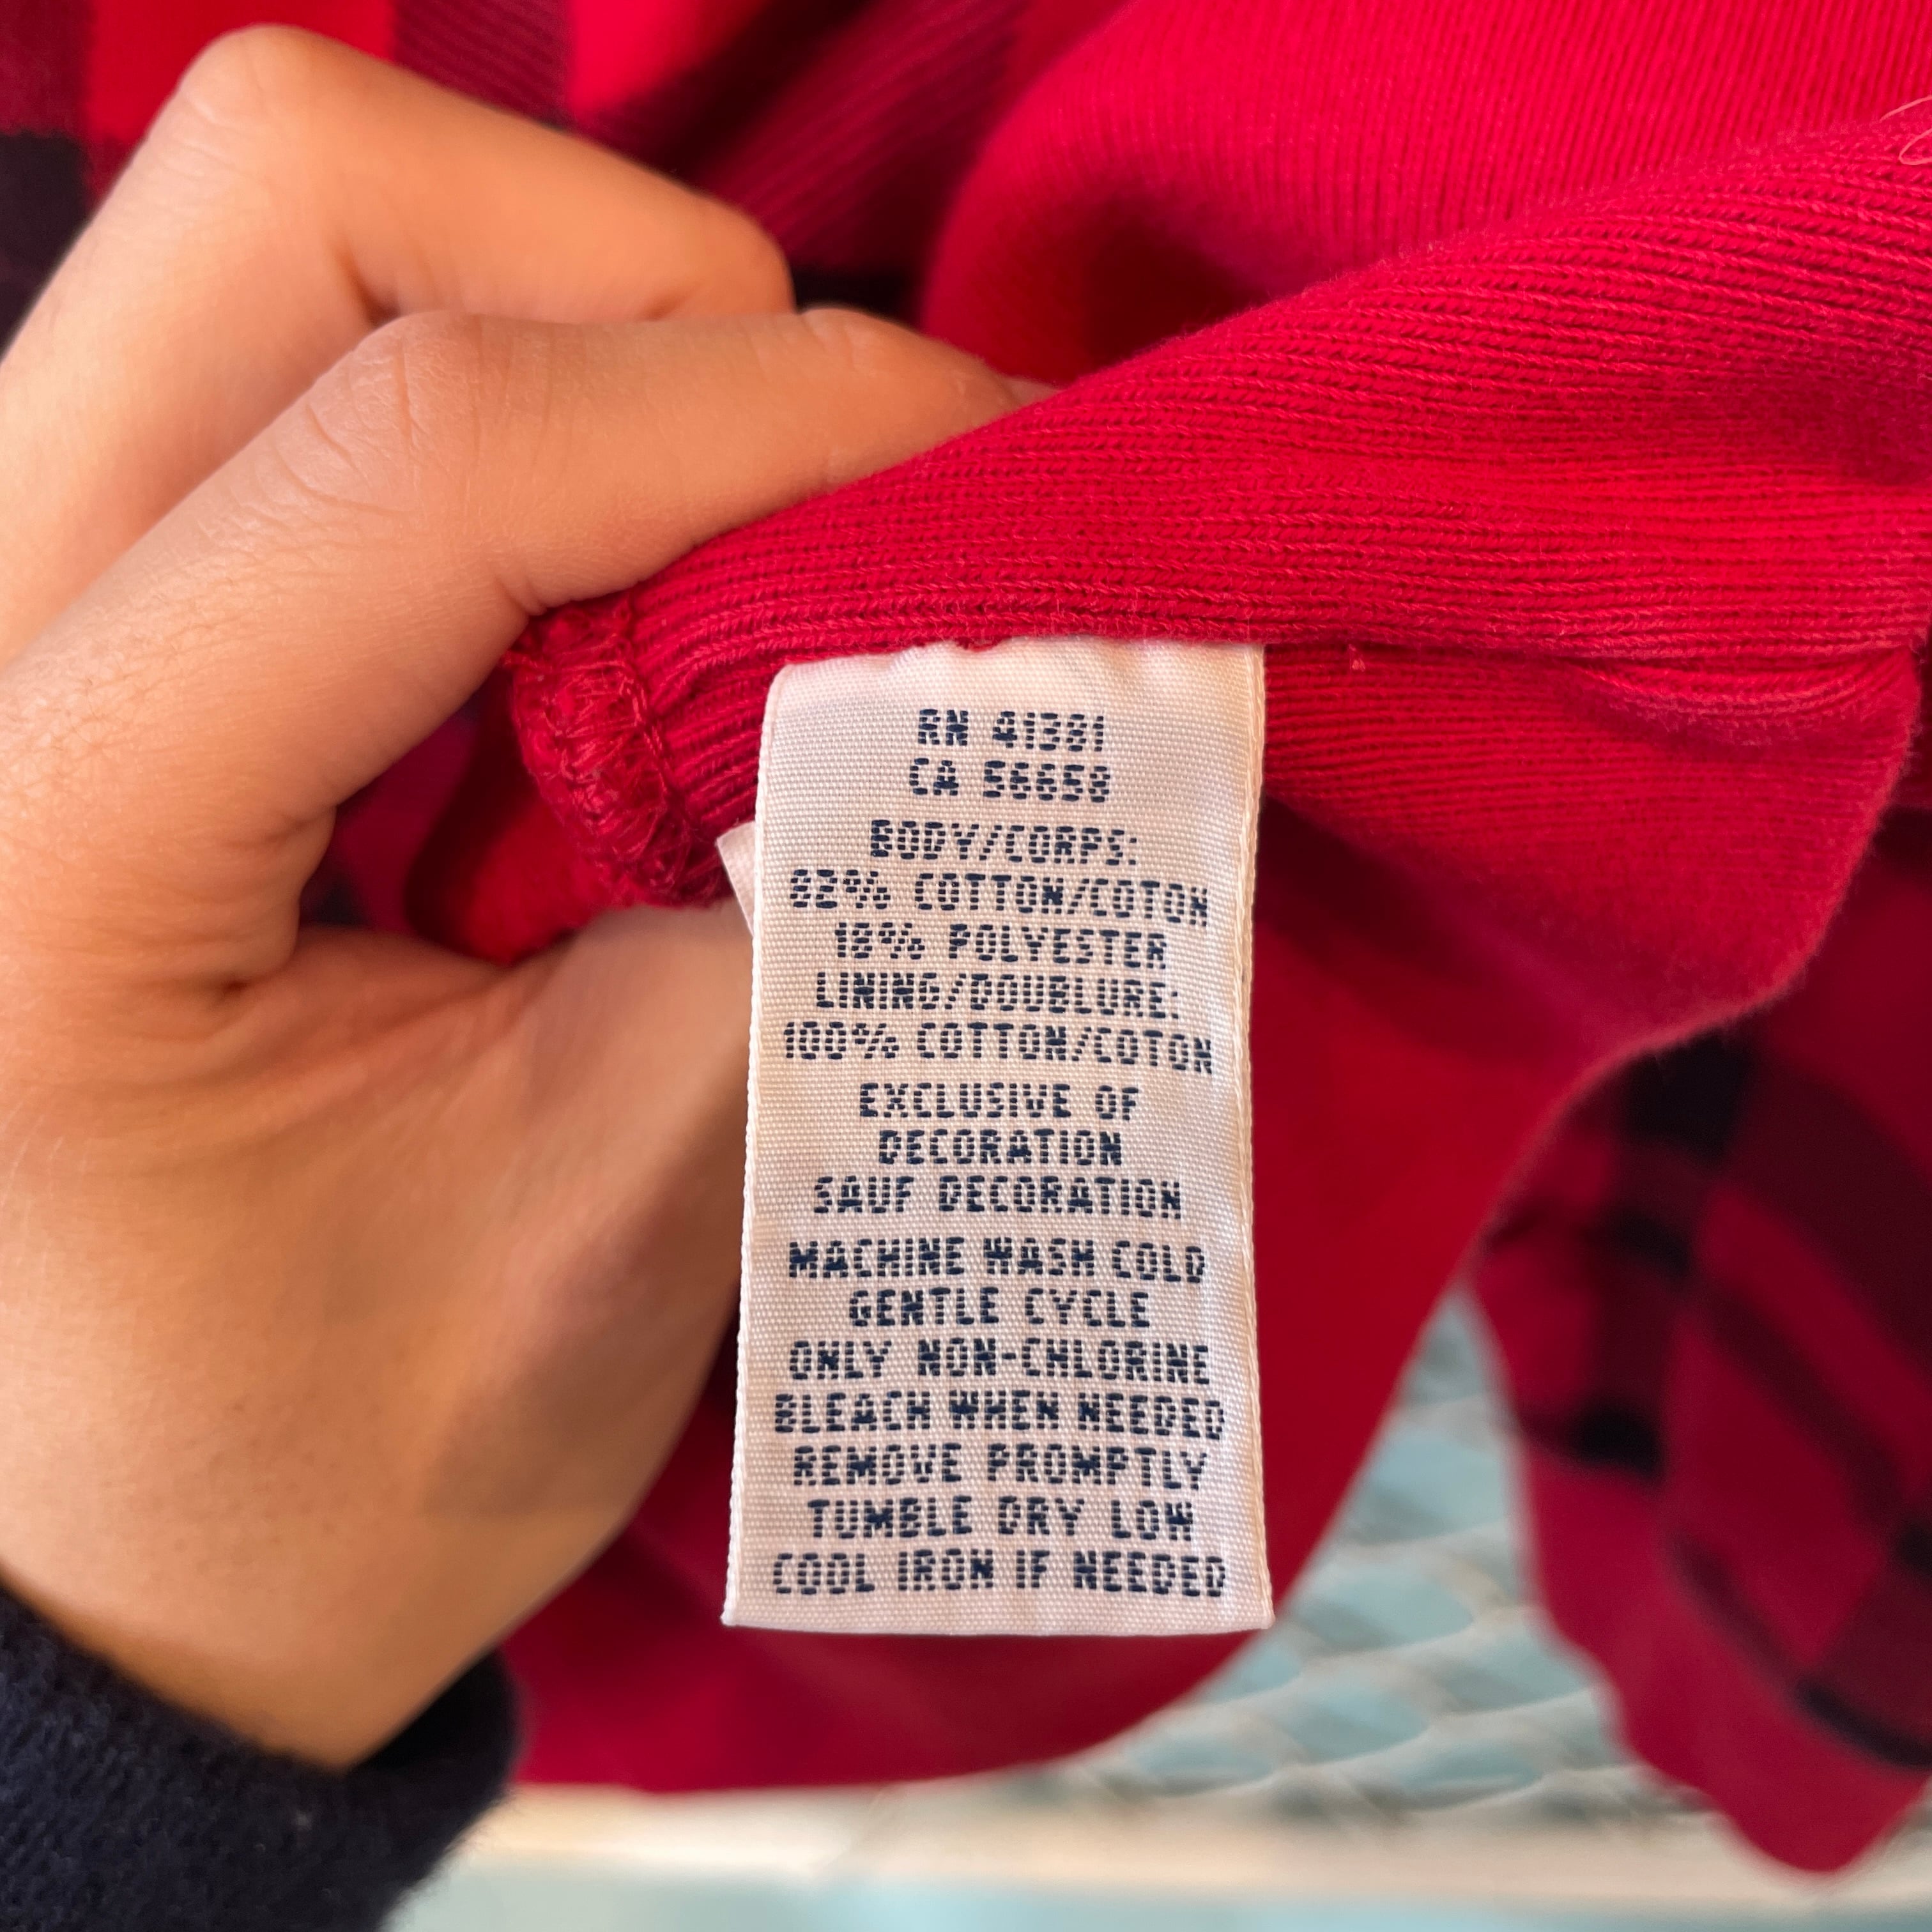 RN 41381
CA 56658
BODY/CORPS:
82% COTTON/COTON
18% POLYESTER
LINING/DOUBLURE:
100% COTTON/COTON
EXCLUSIVE OF
DECORATION
SAUF DECORATION
MACHINE WASH COLD
GENTLE CYCLE
ONLY NON-CHLORINE
BLEACH WHEN NEEDED
REMOVE PROMPTLY
TUMBLE DRY LOW
COOL IRON IF NEEDED